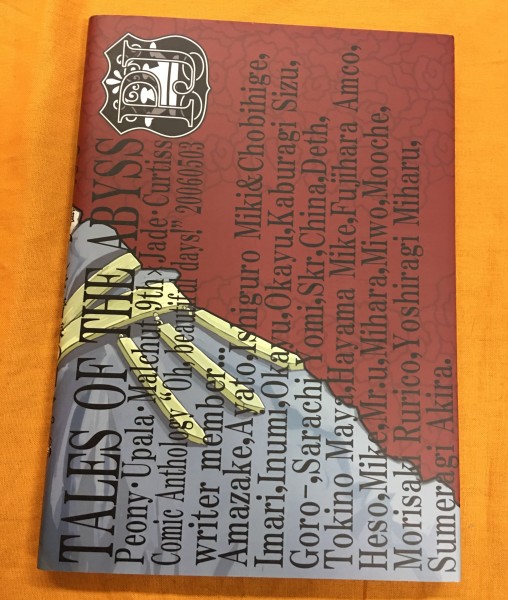 TALES OF THE ABYSS
Peony・Upala・Malchut 9th×Jade・Curtiss
Comic Anthology "Oh, beautiful days!" 20060503
writer member...
Amazake,Ayato,Ishiguro Miki&Chobihige,
Imari,Inumi,Okayu,Okayu,Kaburagi Sizu,
Goro-,Sarachi Yomi,Skr,China,Deth,
Tokino Maya,Hayama Mike,Fujihara Amco,
Heso,Mike,Mr.u,Mihara,Miwo,Mooche,
Morisaki Rurico,Yoshiragi Miharu,
Sumeragi Akira.